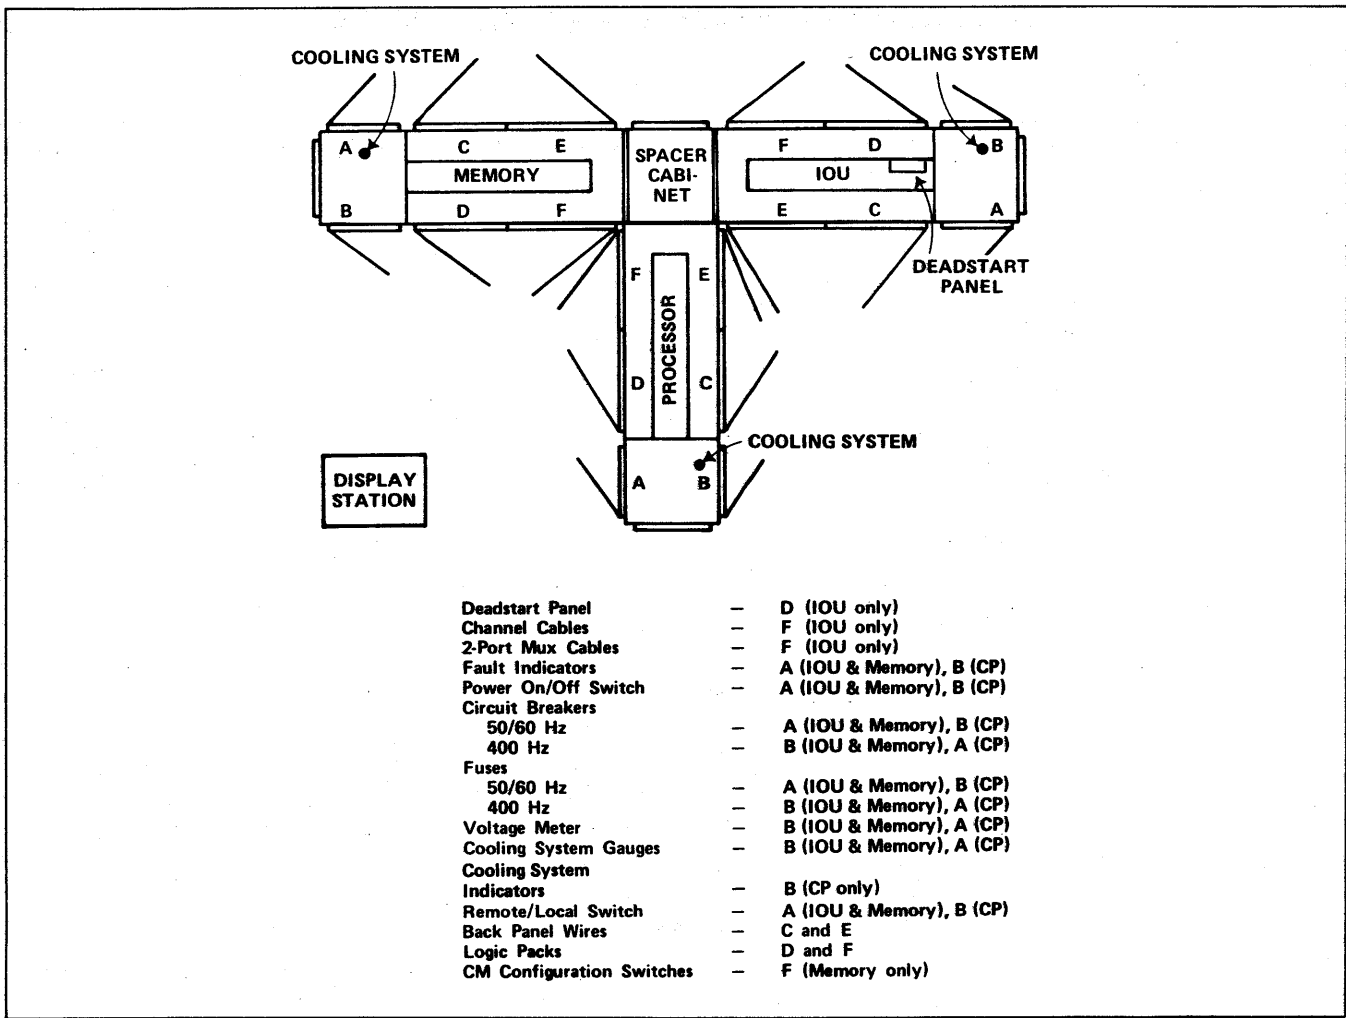 COOLING SYSTEM
COOLING SYSTEM
A
C
E
SPACER
CABI-
NET
F
D
B
MEMORY
IOU
B
D
F
E
C
A
DEADSTART
PANEL
F
E
PROCESSOR
D
C
COOLING SYSTEM
A
B
DISPLAY
STATION
Deadstart Panel – D (IOU only)
Channel Cables – F (IOU only)
2-Port Mux Cables – F (IOU only)
Fault Indicators – A (IOU & Memory), B (CP)
Power On/Off Switch – A (IOU & Memory), B (CP)
Circuit Breakers
50/60 Hz – A (IOU & Memory), B (CP)
400 Hz – B (IOU & Memory), A (CP)
Fuses
50/60 Hz – A (IOU & Memory), B (CP)
400 Hz – B (IOU & Memory), A (CP)
Voltage Meter – B (IOU & Memory), A (CP)
Cooling System Gauges – B (IOU & Memory), A (CP)
Cooling System
Indicators – B (CP only)
Remote/Local Switch – A (IOU & Memory), B (CP)
Back Panel Wires – C and E
Logic Packs – D and F
CM Configuration Switches – F (Memory only)